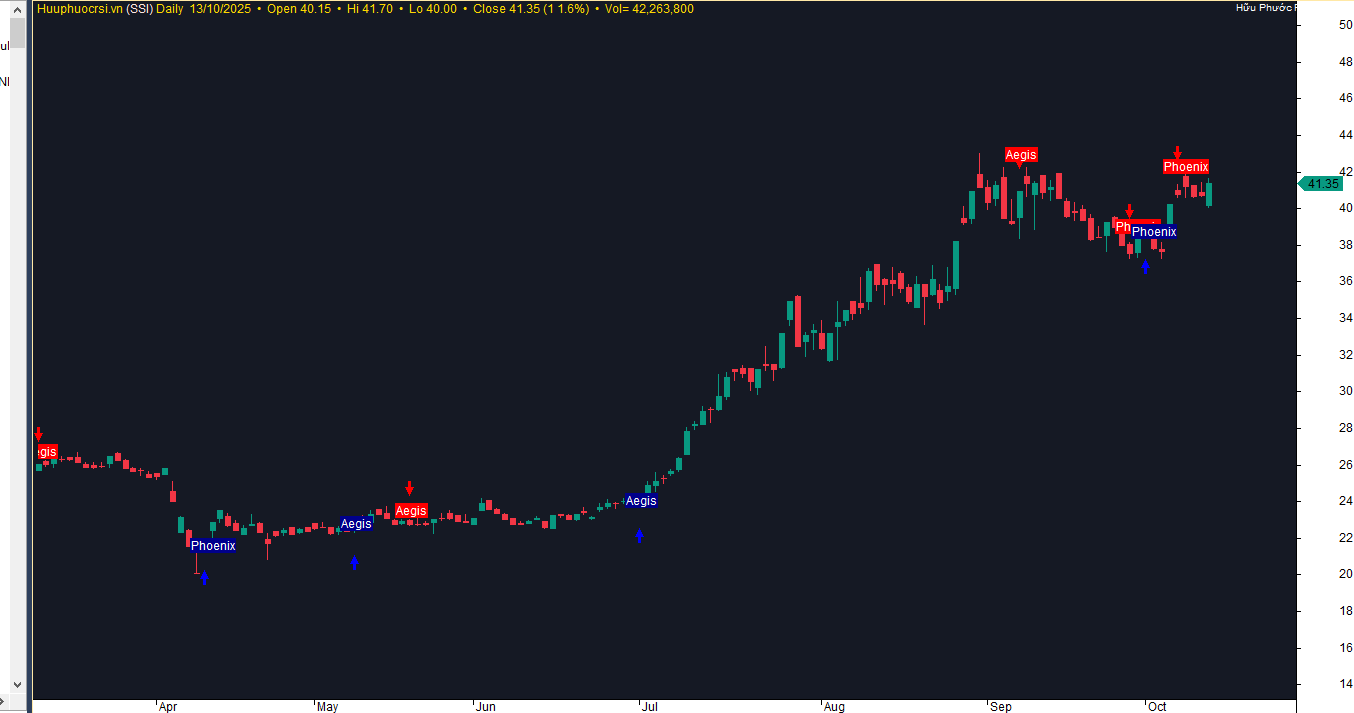 Huuphuocrsi.vn (SSI) Daily 13/10/2025 • Open 40.15 • Hi 41.70 • Lo 40.00 • Close 41.35 (1 1.6%) • Vol= 42,263,800
Hữu Phước
50
48
46
44
42
41.35
40
38
36
34
32
30
28
26
24
22
20
18
16
14
Aegis
Phoenix
Phoenix
Aegis
Aegis
Aegis
Phoenix
Apr
May
Jun
Jul
Aug
Sep
Oct